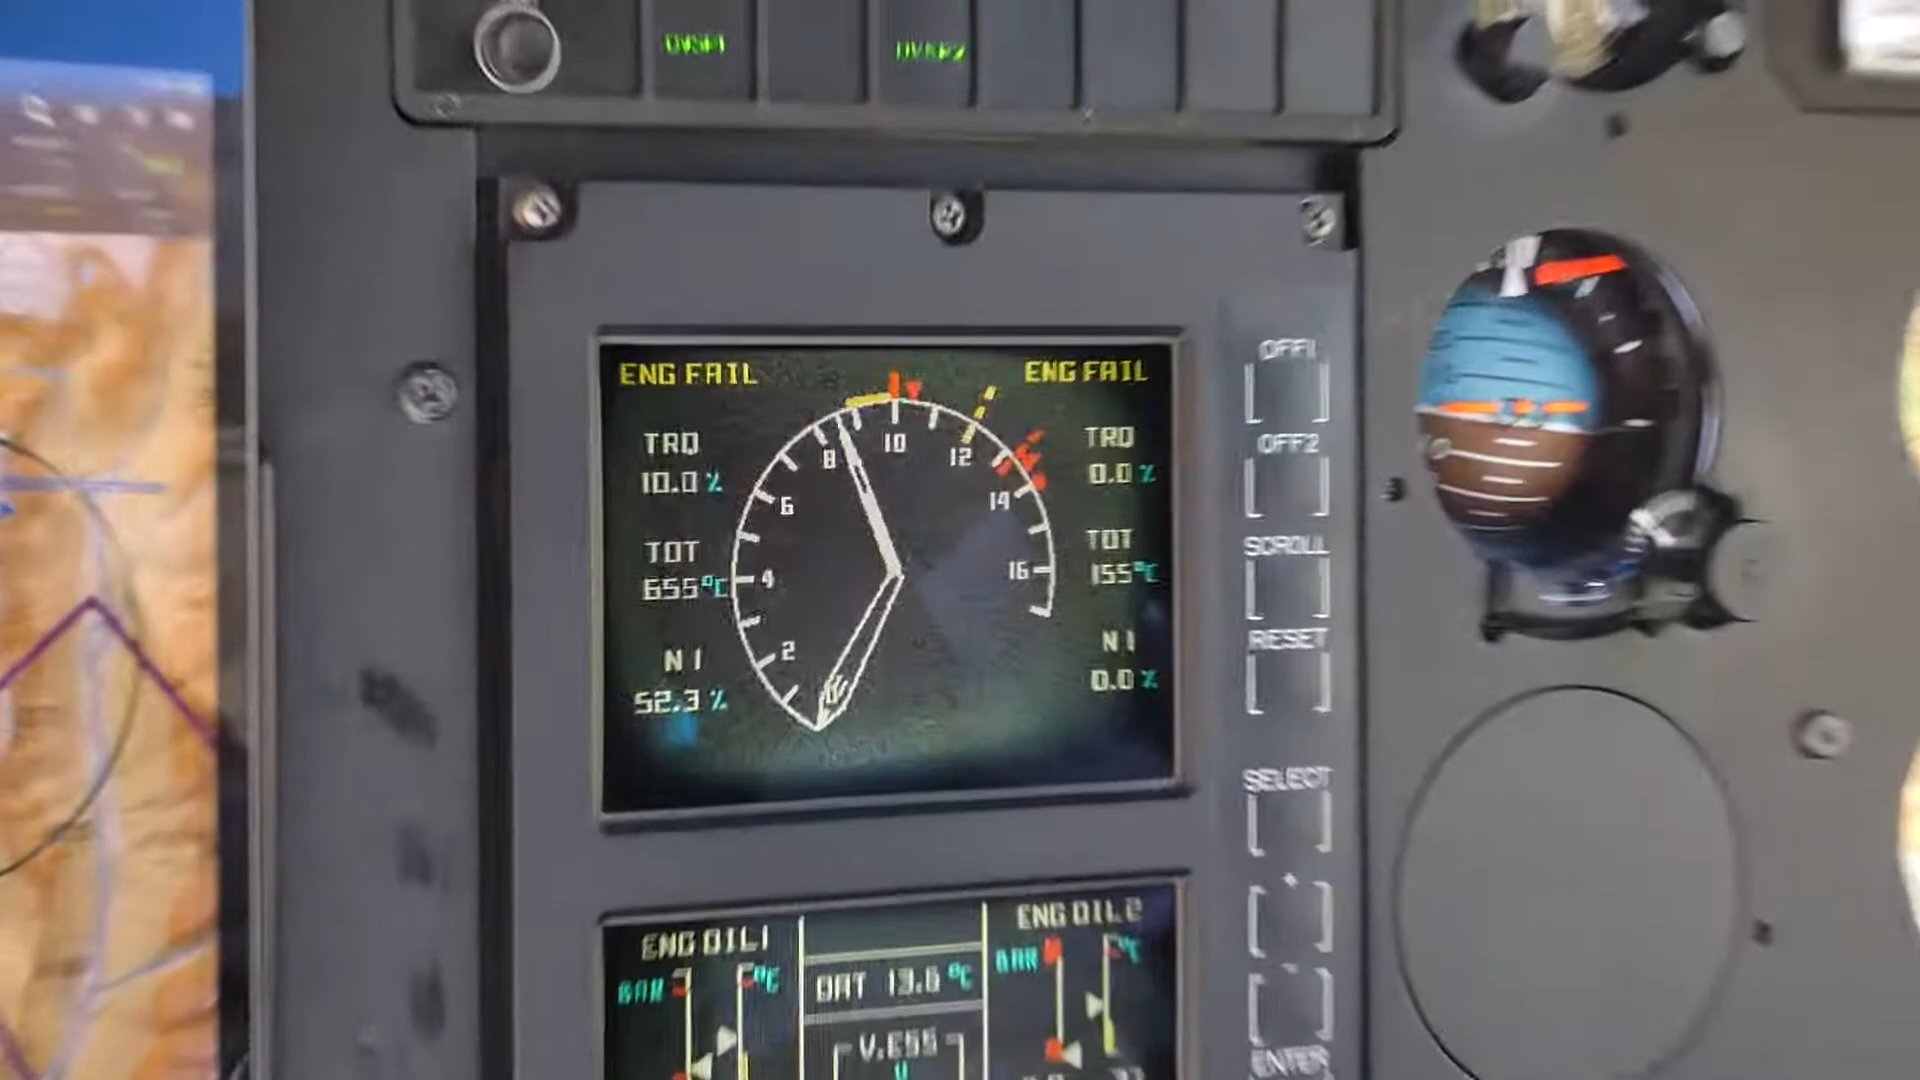 OVSP1
OVSP2
ENG FAIL
ENG FAIL
TRQ
10.0 %
TOT
655°C
N1
52.3 %
2
4
6
8
10
12
14
16
TRQ
0.0 %
TOT
155°C
N1
0.0 %
OFF1
OFF2
SCROLL
RESET
SELECT
+
-
ENTER
ENG OIL1
BAR
°C
OAT 13.6 °C
V.ESS
V
ENG OIL2
BAR
°C